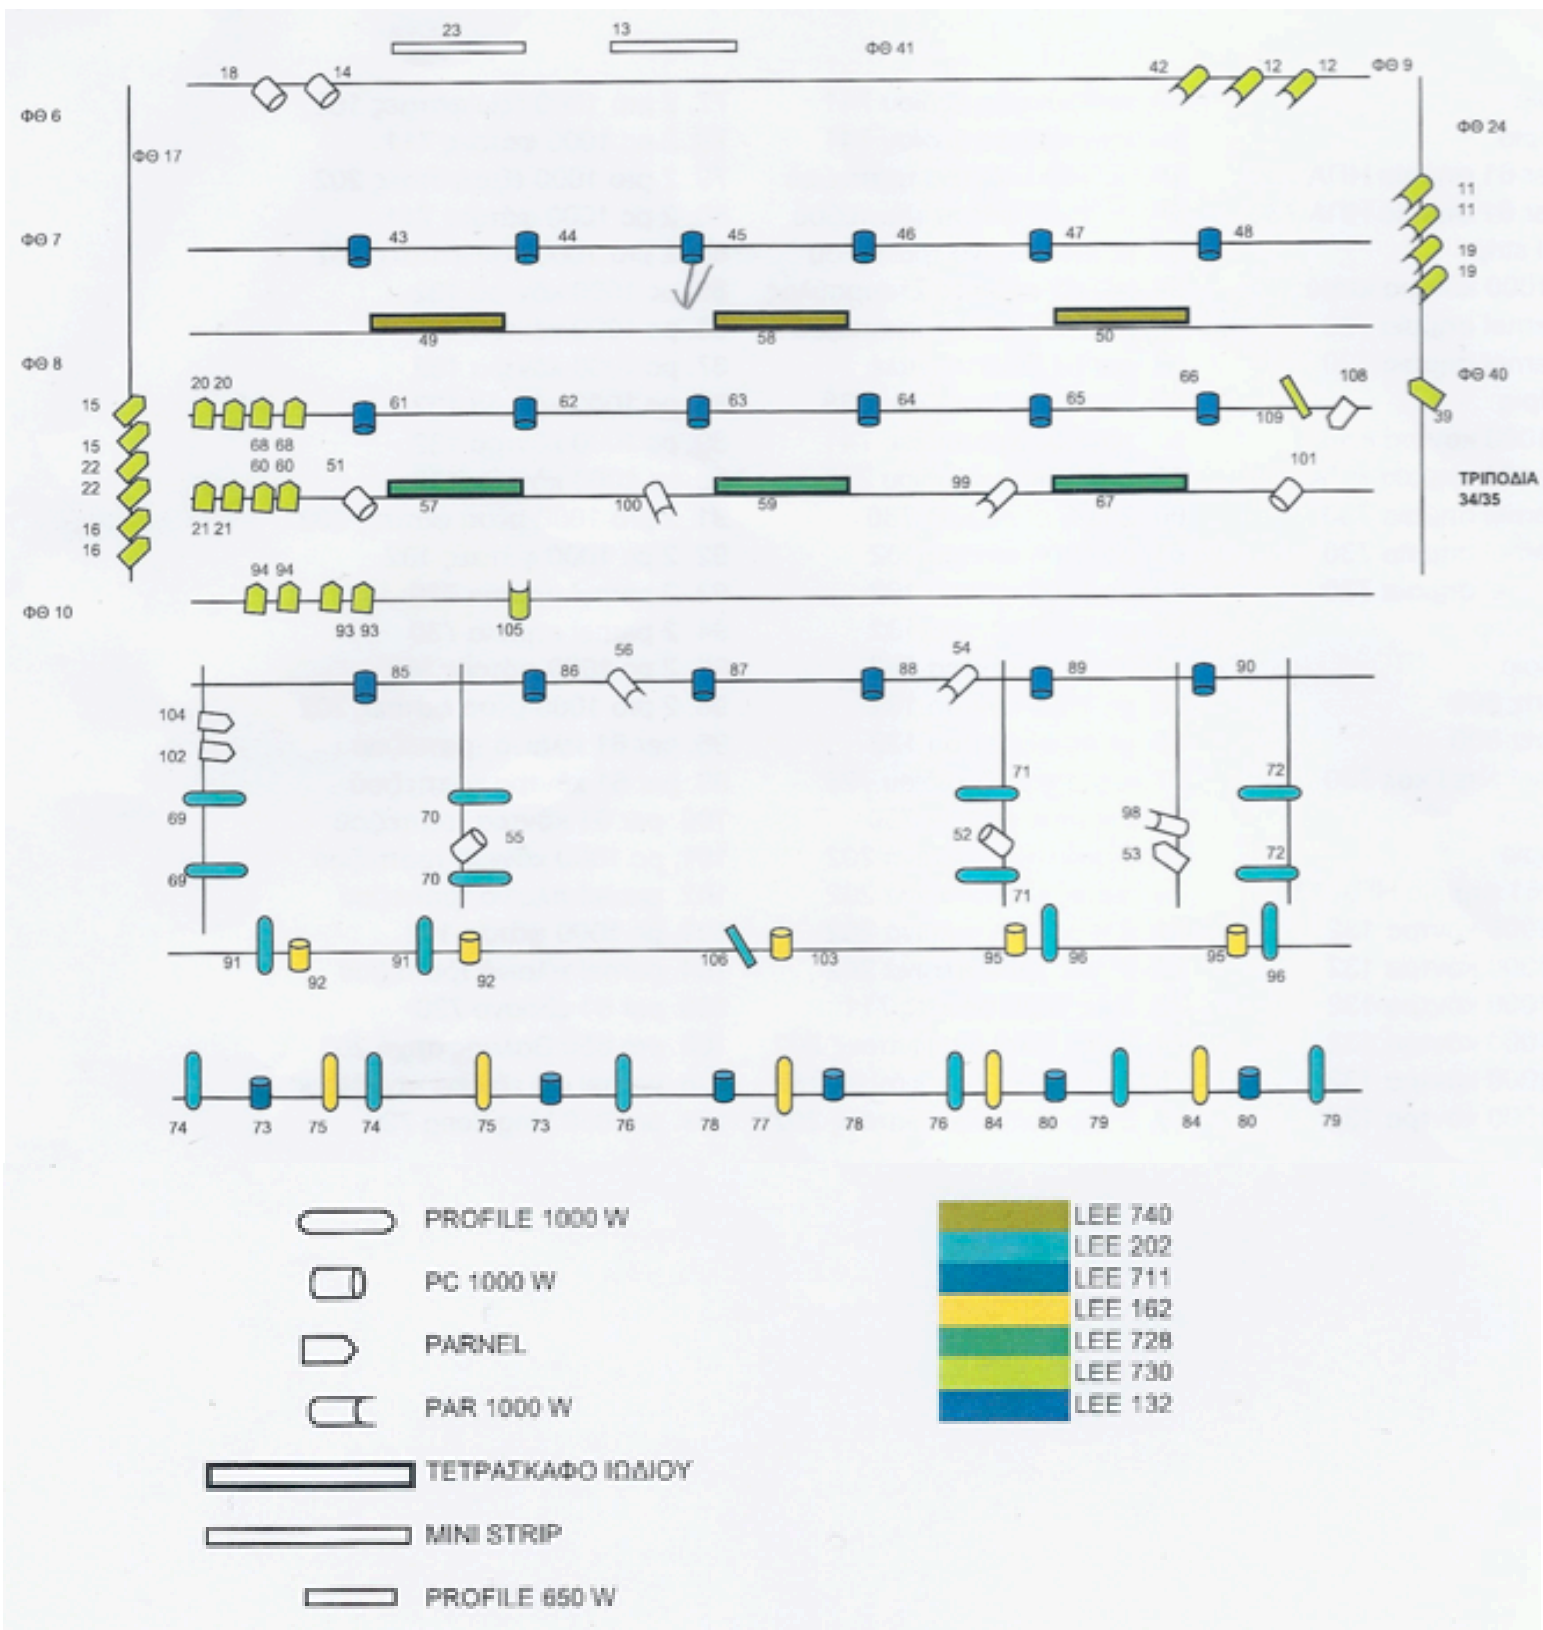 23 13 ΦΘ 41
18 14 42 12 12 ΦΘ 9
ΦΘ 6 ΦΘ 17 ΦΘ 24
11
11
ΦΘ 7 43 44 45 46 47 48 19
19
49 58 50
ΦΘ 8 ΦΘ 40
15 20 20 61 62 63 64 65 66 109 108 39
15 68 68
22 60 60 51 99 101
22 57 100 59 67 ΤΡΙΠΟΔΙΑ
34/35
16 21 21
16
94 94
ΦΘ 10 93 93 105
85 86 56 87 88 54 89 90
104
102
69 70 71 72
55 52 98
53 72
69 70 71
91 92 91 92 106 103 95 96 95 96
74 73 75 74 75 73 76 78 77 78 76 84 80 79 84 80 79
PROFILE 1000 W
PC 1000 W
PARNEL
PAR 1000 W
ΤΕΤΡΑΣΚΑΦΟ ΙΩΔΙΟΥ
MINI STRIP
PROFILE 650 W
LEE 740
LEE 202
LEE 711
LEE 162
LEE 728
LEE 730
LEE 132